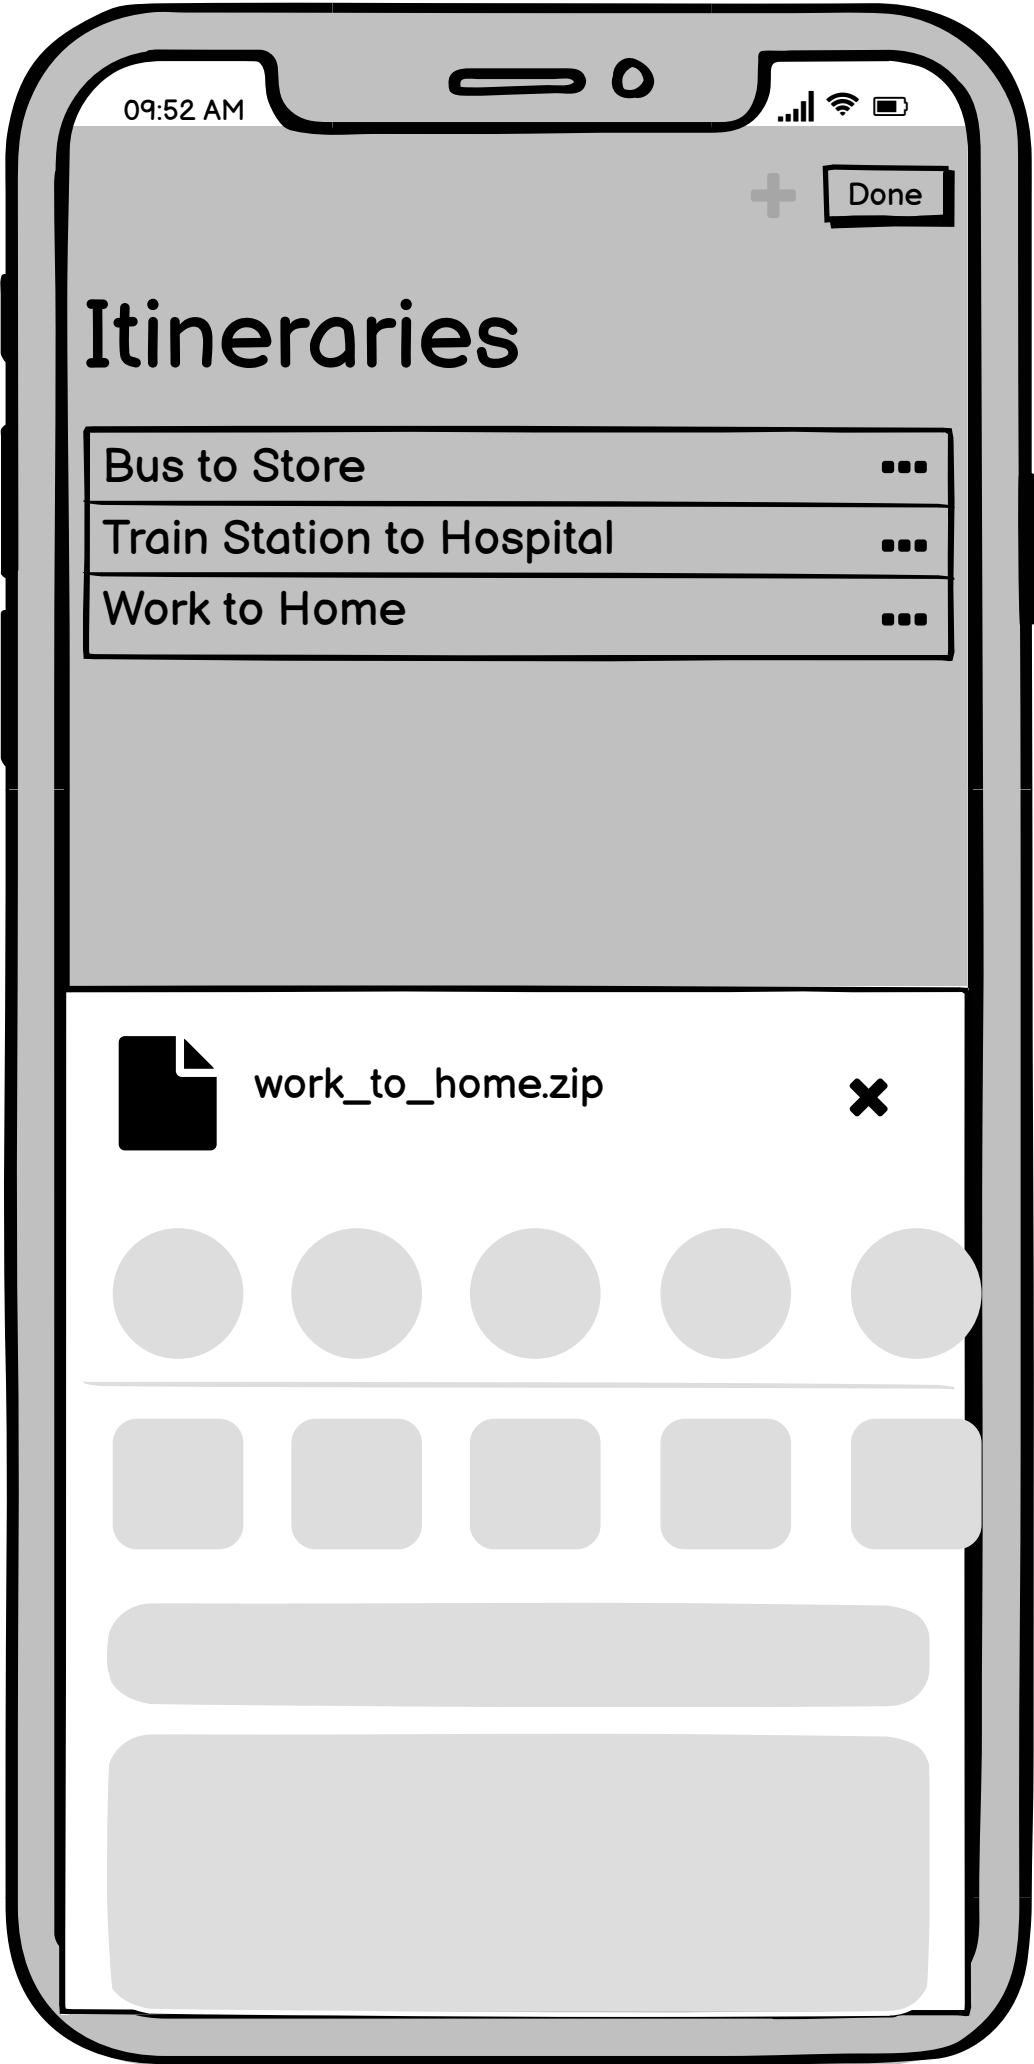 09:52 AM
Done
Itineraries
Bus to Store
Train Station to Hospital
Work to Home
work_to_home.zip